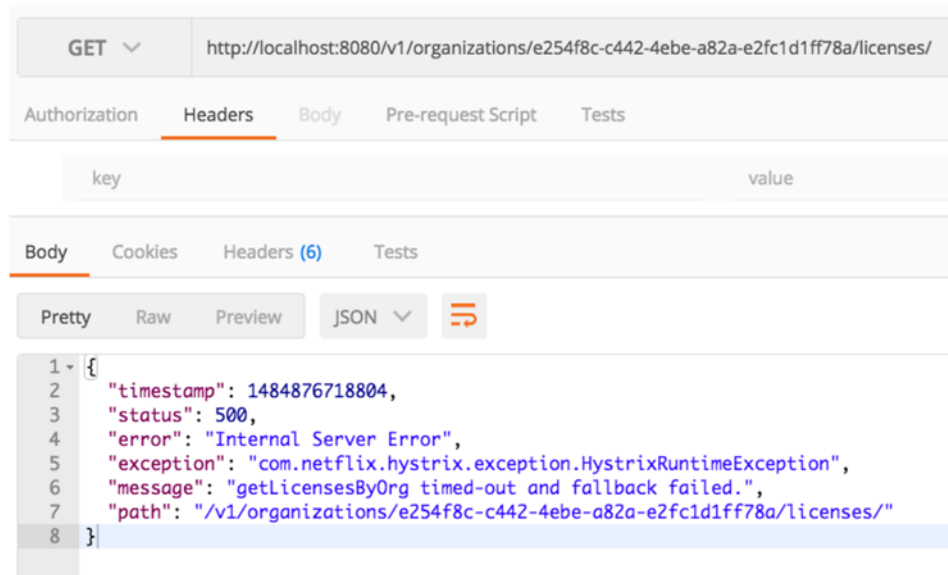 GET http://localhost:8080/v1/organizations/e254f8c-c442-4ebe-a82a-e2fc1d1ff78a/licenses/
Authorization Headers Body Pre-request Script Tests
key value
Body Cookies Headers (6) Tests
Pretty Raw Preview JSON
1 {
2 "timestamp": 1484876718804,
3 "status": 500,
4 "error": "Internal Server Error",
5 "exception": "com.netflix.hystrix.exception.HystrixRuntimeException",
6 "message": "getLicensesByOrg timed-out and fallback failed.",
7 "path": "/v1/organizations/e254f8c-c442-4ebe-a82a-e2fc1d1ff78a/licenses/"
8 }